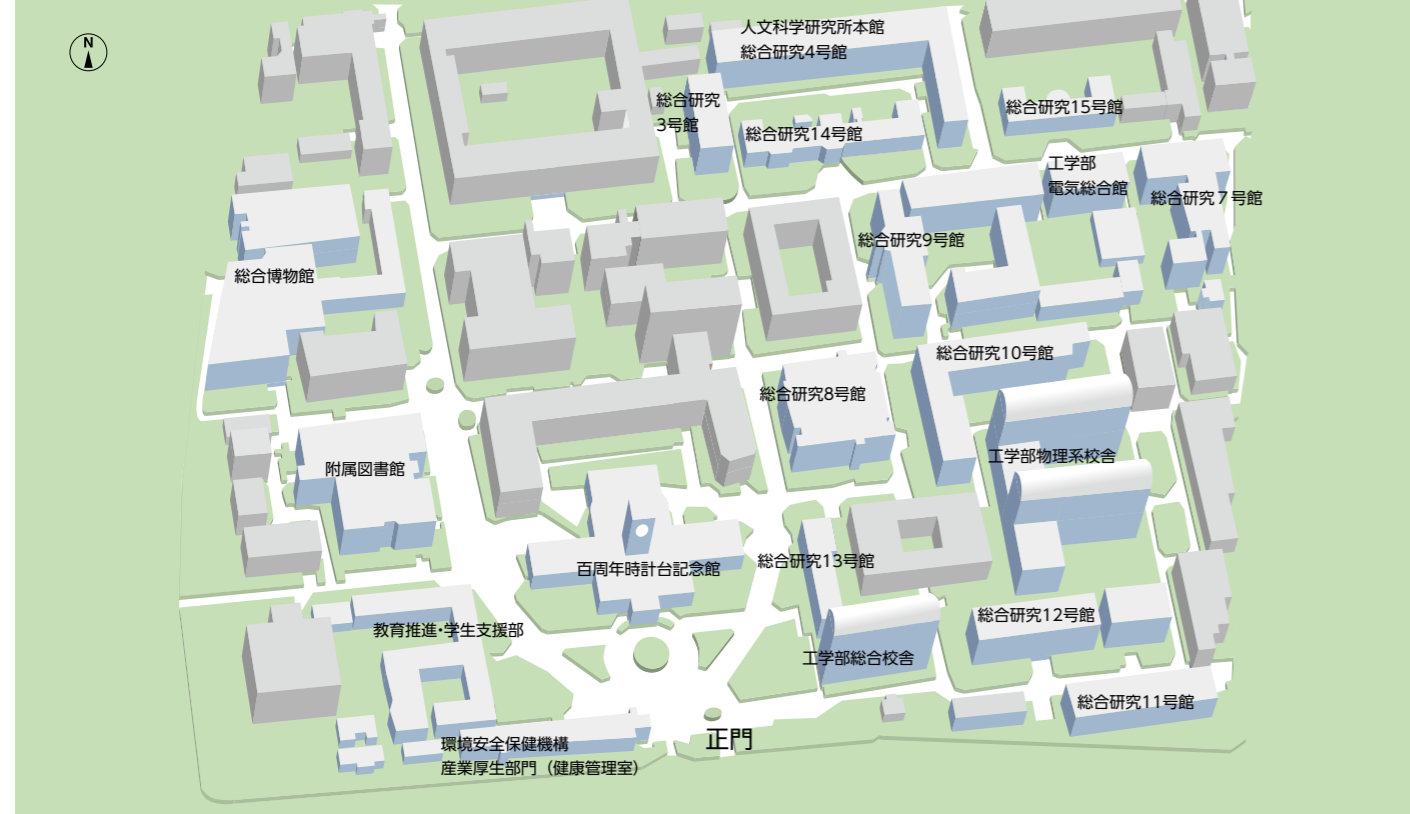 N
人文科学研究所本館
総合研究4号館
総合研究
3号館
総合研究14号館
総合研究15号館
工学部
電気総合館
総合研究７号館
総合研究9号館
総合博物館
総合研究10号館
総合研究8号館
工学部物理系校舎
附属図書館
百周年時計台記念館
総合研究13号館
教育推進・学生支援部
総合研究12号館
工学部総合校舎
総合研究11号館
正門
環境安全保健機構
産業厚生部門（健康管理室）